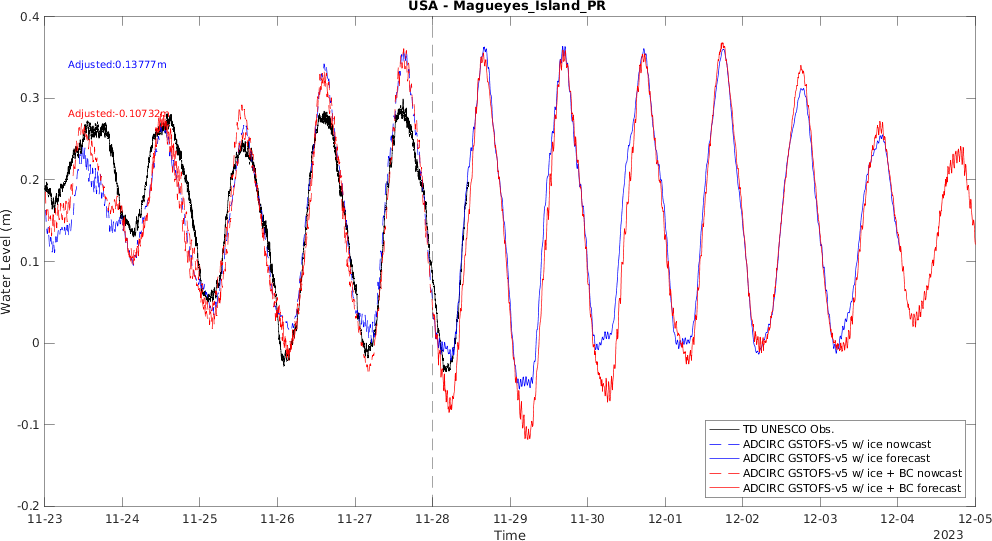 USA - Magueyes_Island_PR
0.4
0.3
0.2
0.1
0
-0.1
-0.2
Water Level (m)
Adjusted:0.13777m
Adjusted:-0.10732m
TD UNESCO Obs.
ADCIRC GSTOFS-v5 w/ ice nowcast
ADCIRC GSTOFS-v5 w/ ice forecast
ADCIRC GSTOFS-v5 w/ ice + BC nowcast
ADCIRC GSTOFS-v5 w/ ice + BC forecast
11-23 11-24 11-25 11-26 11-27 11-28 11-29 11-30 12-01 12-02 12-03 12-04 12-05
Time
2023